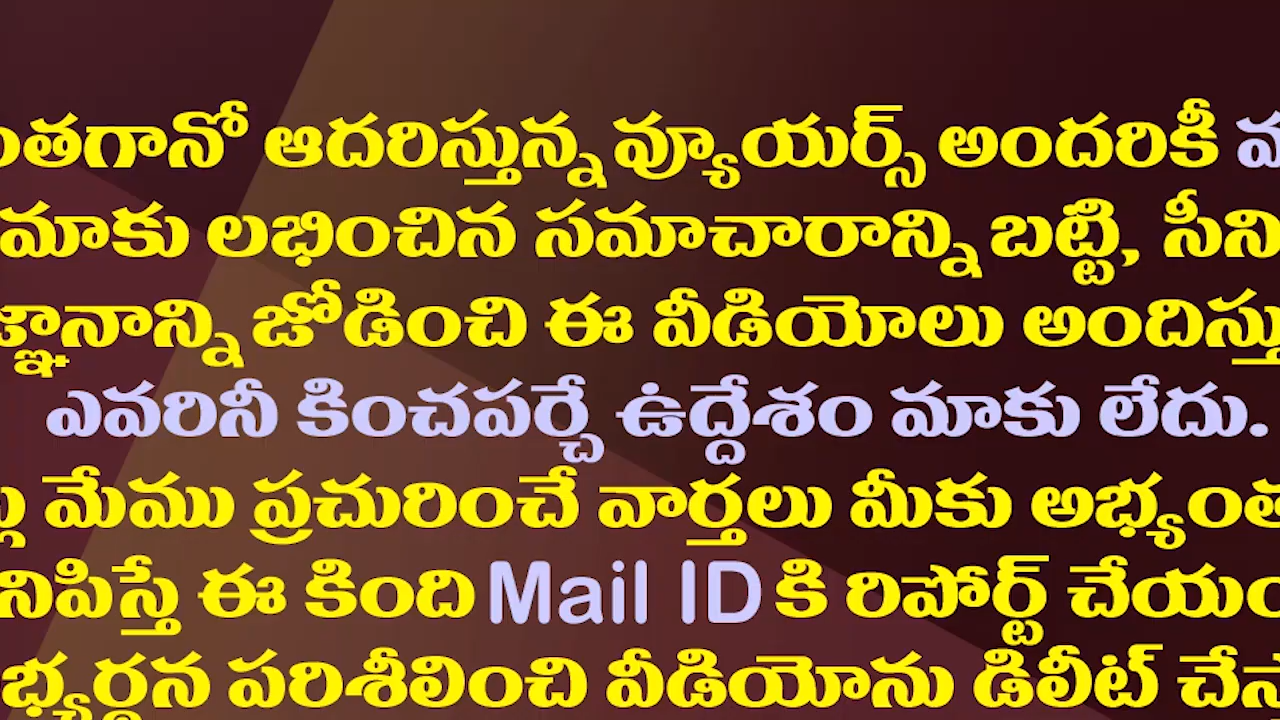 ంతగానో ఆదరిస్తున్న వ్యూయర్స్ అందరికీ
మాకు లభించిన సమాచారాన్ని బట్టి, సీని
జ్ఞానాన్ని జోడించి ఈ వీడియోలు అందిస్తు
ఎవరినీ కించపర్చే ఉద్దేశం మాకు లేదు.
మేము ప్రచురించే వార్తలు మీకు అభ్యంత
నిపిస్తే ఈ కింది Mail ID కి రిపోర్ట్ చేయం
భ్యర్థన పరిశీలించి వీడియోను డిలీట్ చేస